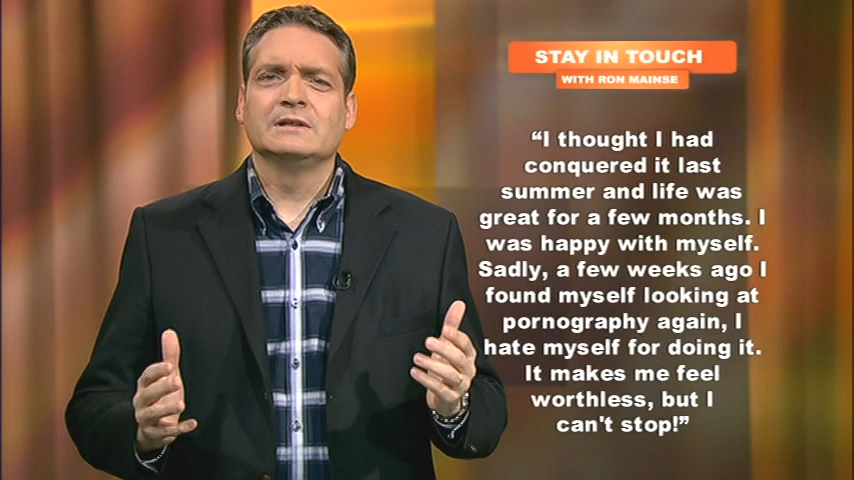 STAY IN TOUCH
WITH RON MAINSE
“I thought I had
conquered it last
summer and life was
great for a few months. I
was happy with myself.
Sadly, a few weeks ago I
found myself looking at
pornography again, I
hate myself for doing it.
It makes me feel
worthless, but I
can't stop!”